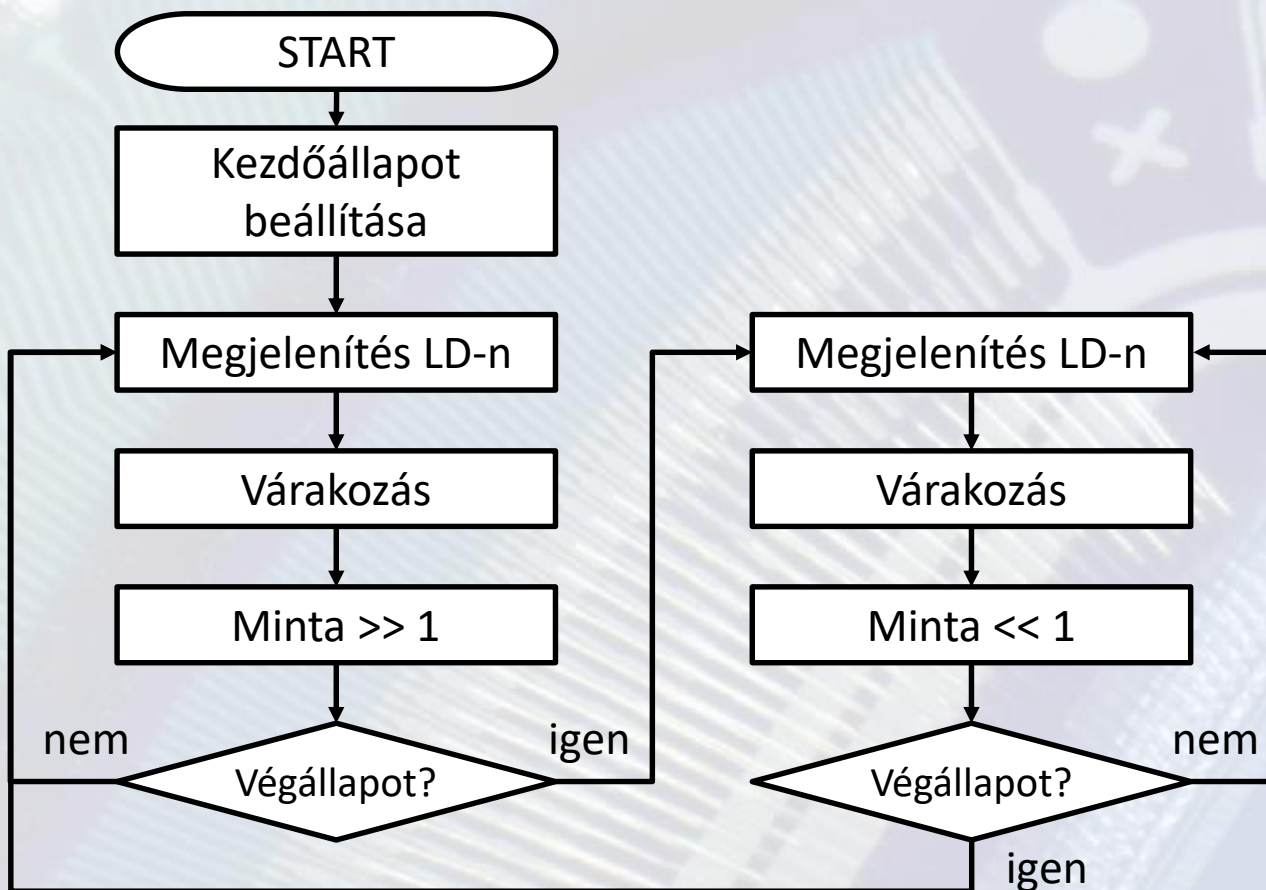 START
Kezdőállapot
beállítása
Megjelenítés LD-n
Várakozás
Minta >> 1
nem
Végállapot?
igen
Megjelenítés LD-n
Várakozás
Minta << 1
Végállapot?
nem
igen